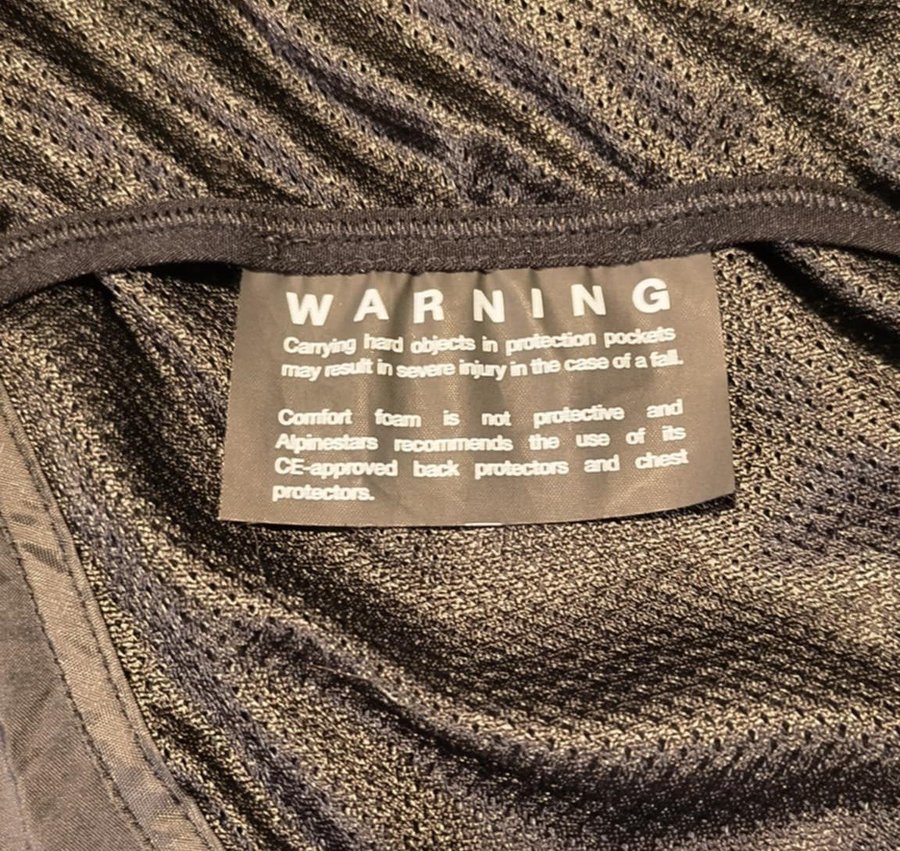 WARNING
Carrying hard objects in protection pockets
may result in severe injury in the case of a fall.
Comfort foam is not protective and
Alpinestars recommends the use of its
CE-approved back protectors and chest
protectors.